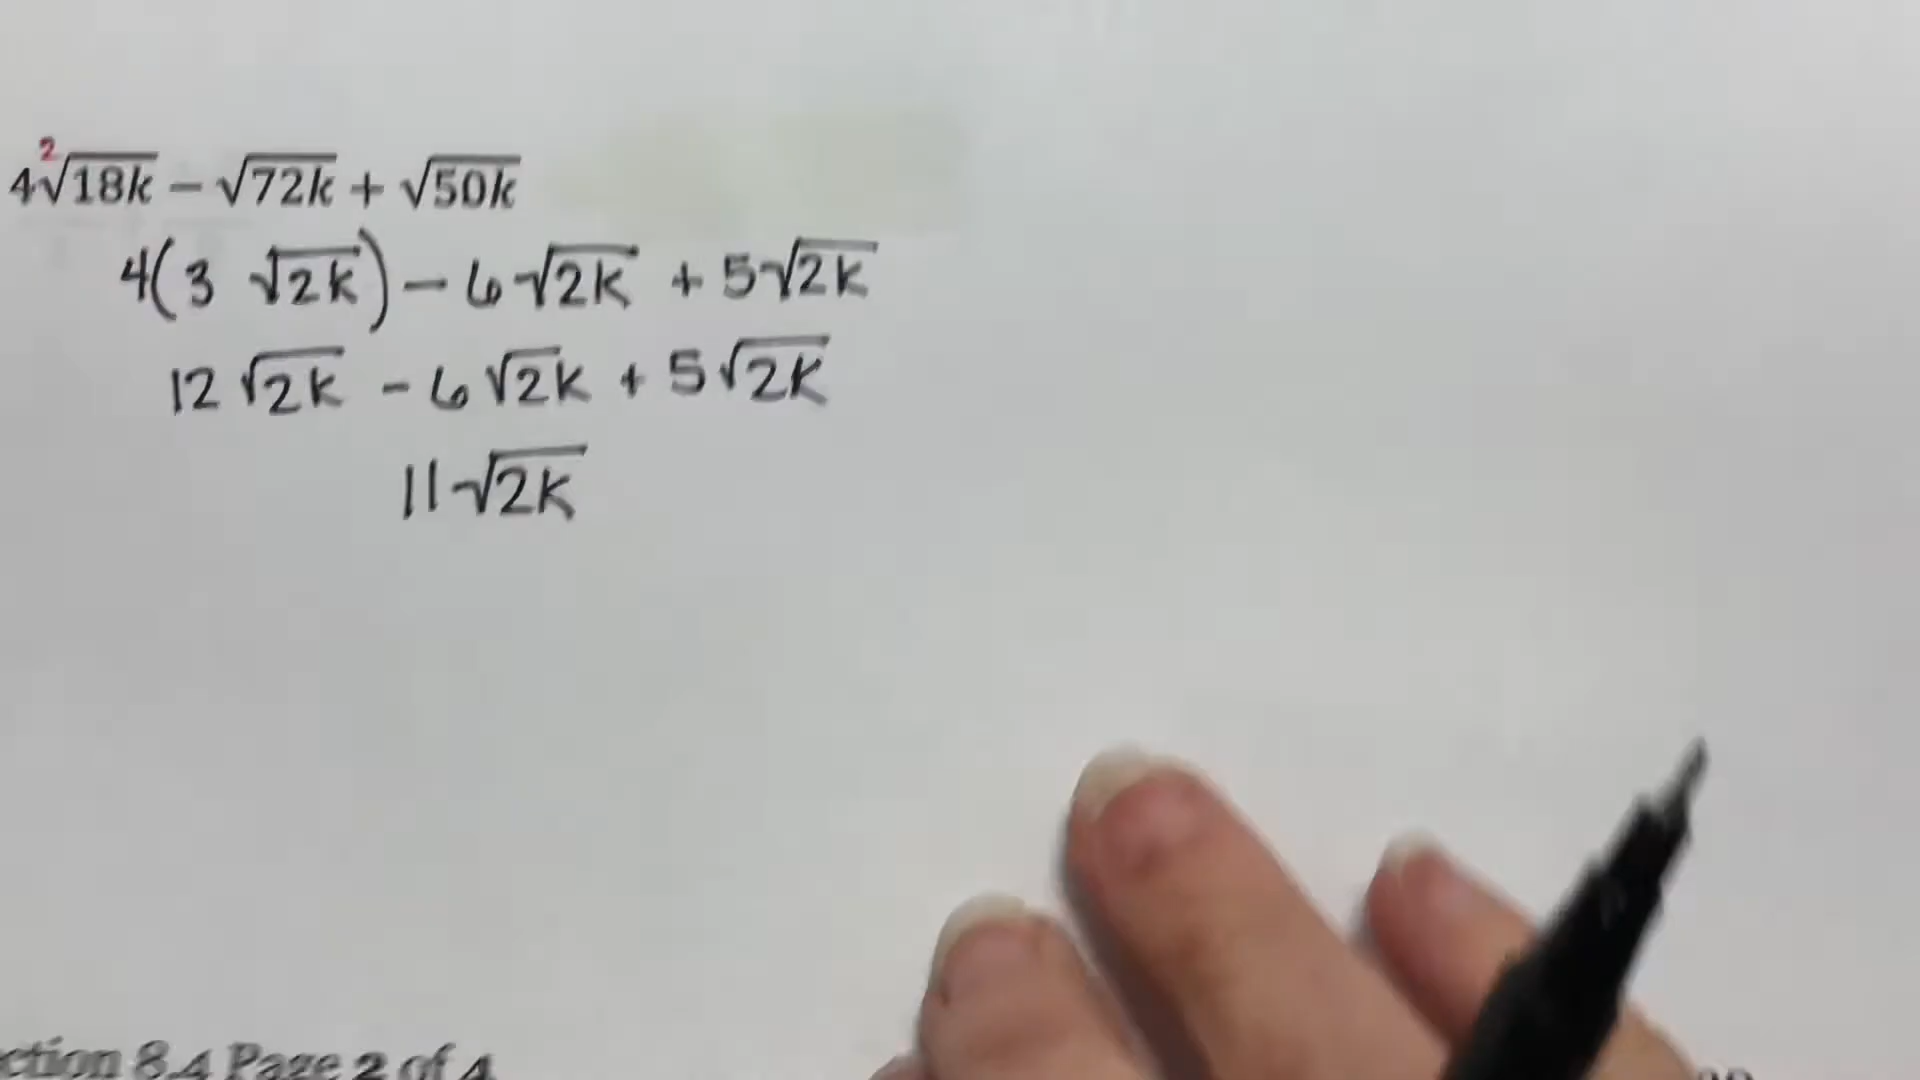 4²√18k − √72k + √50k
4(3 √2k) − 6√2k + 5√2k
12√2k − 6√2k + 5√2k
11√2k
ction 8.4 Page 2 of 4